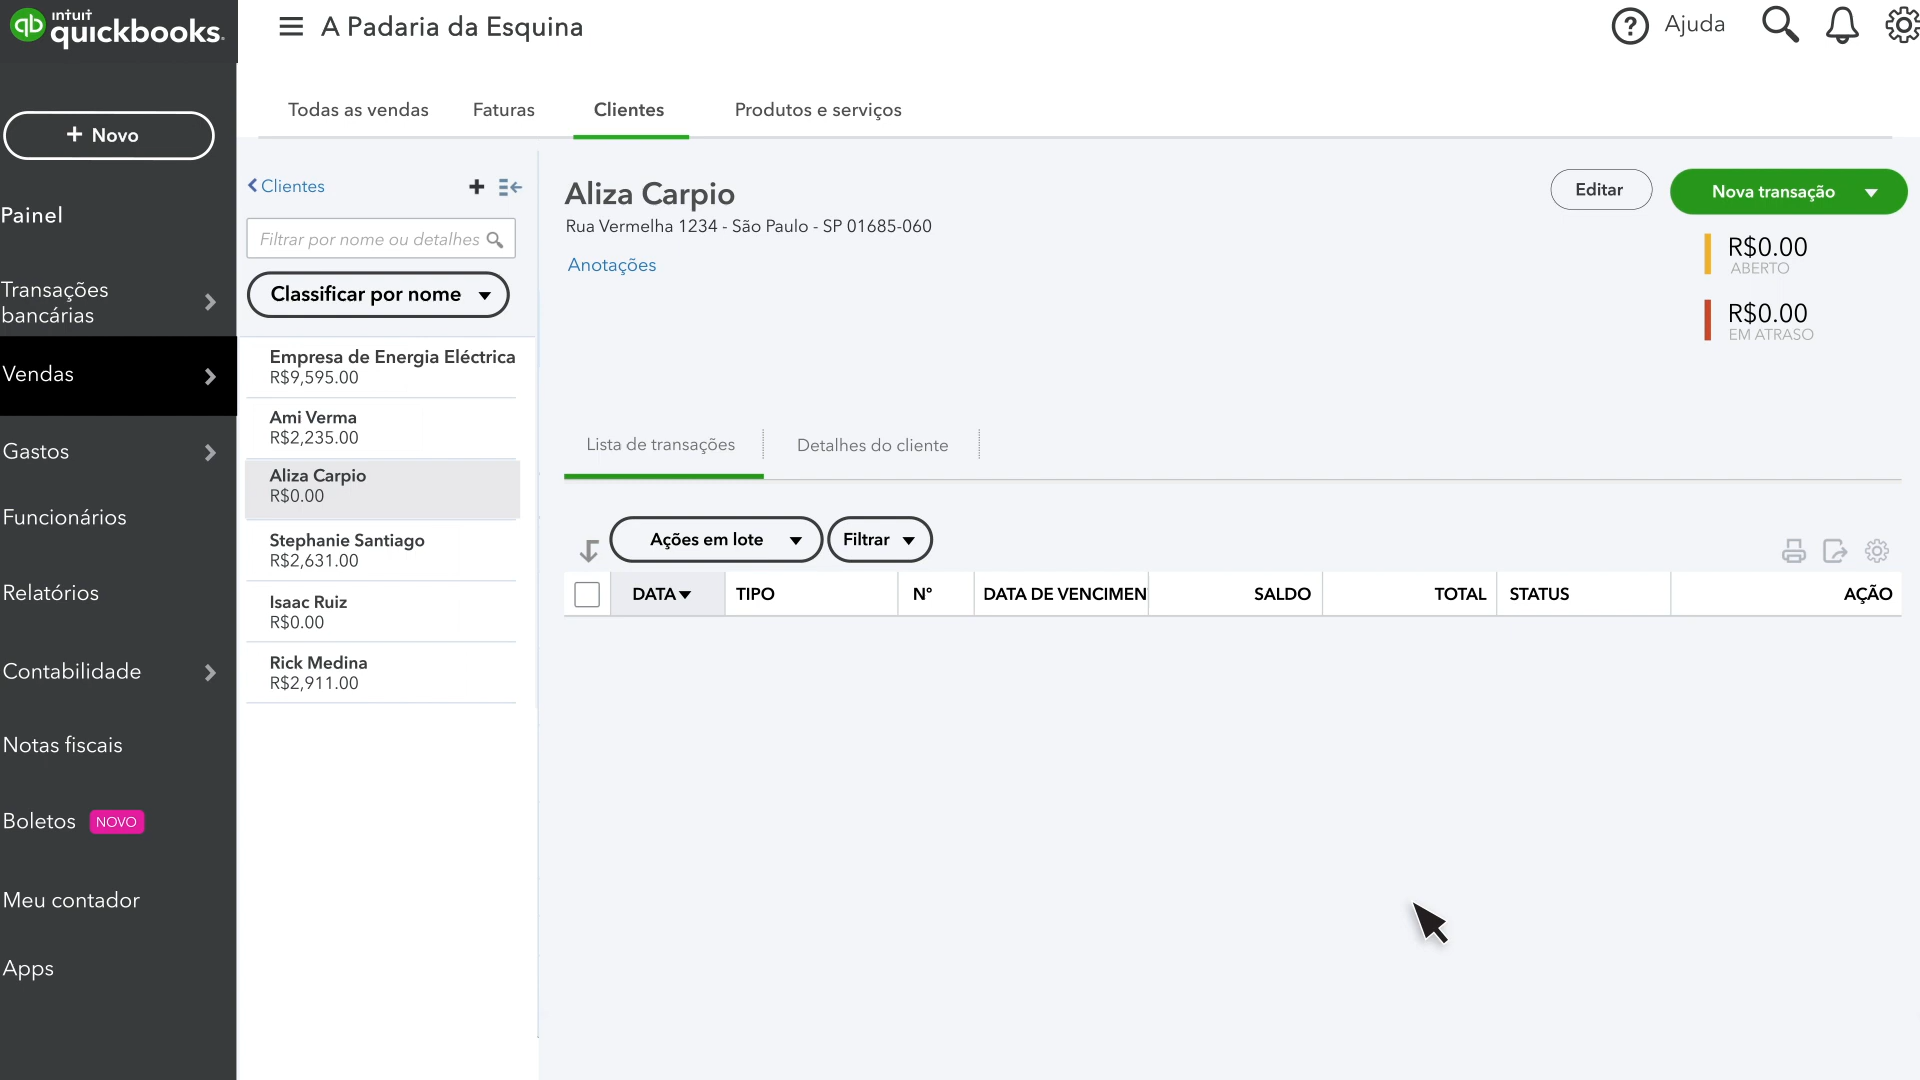 intuit
quickbooks.
A Padaria da Esquina
Ajuda
+ Novo
Painel
Transações
bancárias
Vendas
Gastos
Funcionários
Relatórios
Contabilidade
Notas fiscais
Boletos NOVO
Meu contador
Apps
Todas as vendas
Faturas
Clientes
Produtos e serviços
Clientes
Filtrar por nome ou detalhes
Classificar por nome
Empresa de Energia Eléctrica
R$9,595.00
Ami Verma
R$2,235.00
Aliza Carpio
R$0.00
Stephanie Santiago
R$2,631.00
Isaac Ruiz
R$0.00
Rick Medina
R$2,911.00
Aliza Carpio
Rua Vermelha 1234 - São Paulo - SP 01685-060
Anotações
Editar
Nova transação
R$0.00
ABERTO
R$0.00
EM ATRASO
Lista de transações
Detalhes do cliente
Ações em lote
Filtrar
DATA TIPO N° DATA DE VENCIMEN SALDO TOTAL STATUS AÇÃO